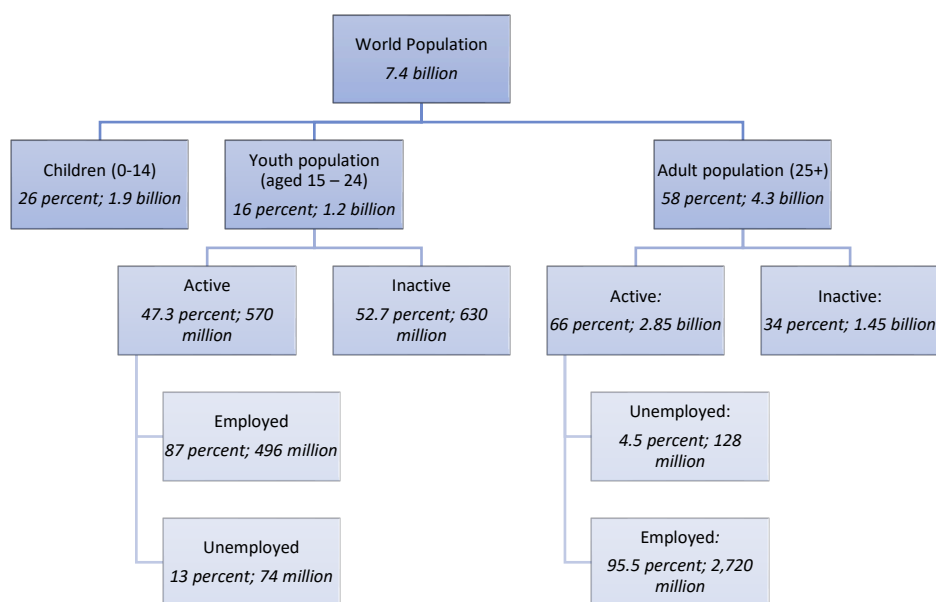 World Population
7.4 billion
Children (0-14)
26 percent; 1.9 billion
Youth population
(aged 15 – 24)
16 percent; 1.2 billion
Adult population (25+)
58 percent; 4.3 billion
Active
47.3 percent; 570
million
Inactive
52.7 percent; 630
million
Active:
66 percent; 2.85 billion
Inactive:
34 percent; 1.45 billion
Employed
87 percent; 496 million
Unemployed
13 percent; 74 million
Unemployed:
4.5 percent; 128
million
Employed:
95.5 percent; 2,720
million